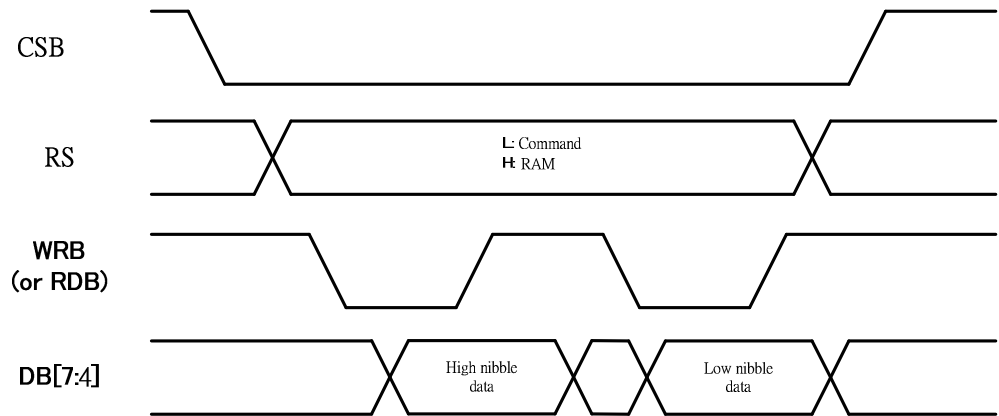 CSB
RS
L: Command
H: RAM
WRB
(or RDB)
DB[7:4]
High nibble
data
Low nibble
data